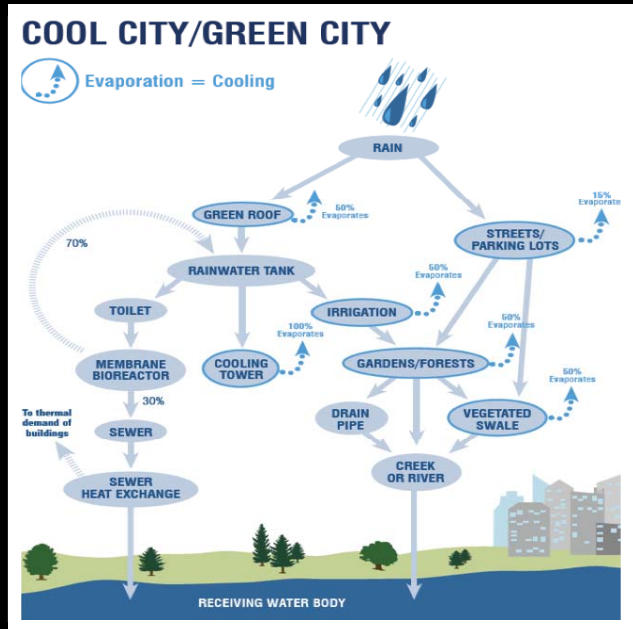 COOL CITY/GREEN CITY
Evaporation = Cooling
RAIN
15%
Evaporates
GREEN ROOF
50%
Evaporates
STREETS/
PARKING LOTS
70%
RAINWATER TANK
50%
Evaporates
TOILET
IRRIGATION
100%
Evaporates
50%
Evaporates
MEMBRANE
BIOREACTOR
COOLING
TOWER
GARDENS/FORESTS
50%
Evaporates
30%
To thermal
demand of
buildings
SEWER
DRAIN
PIPE
VEGETATED
SWALE
SEWER
HEAT EXCHANGE
CREEK
OR RIVER
RECEIVING WATER BODY